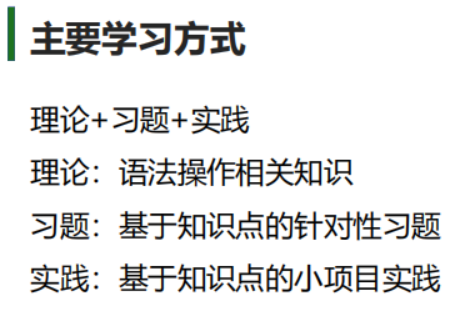 主要学习方式
理论+习题+实践
理论：语法操作相关知识
习题：基于知识点的针对性习题
实践：基于知识点的小项目实践